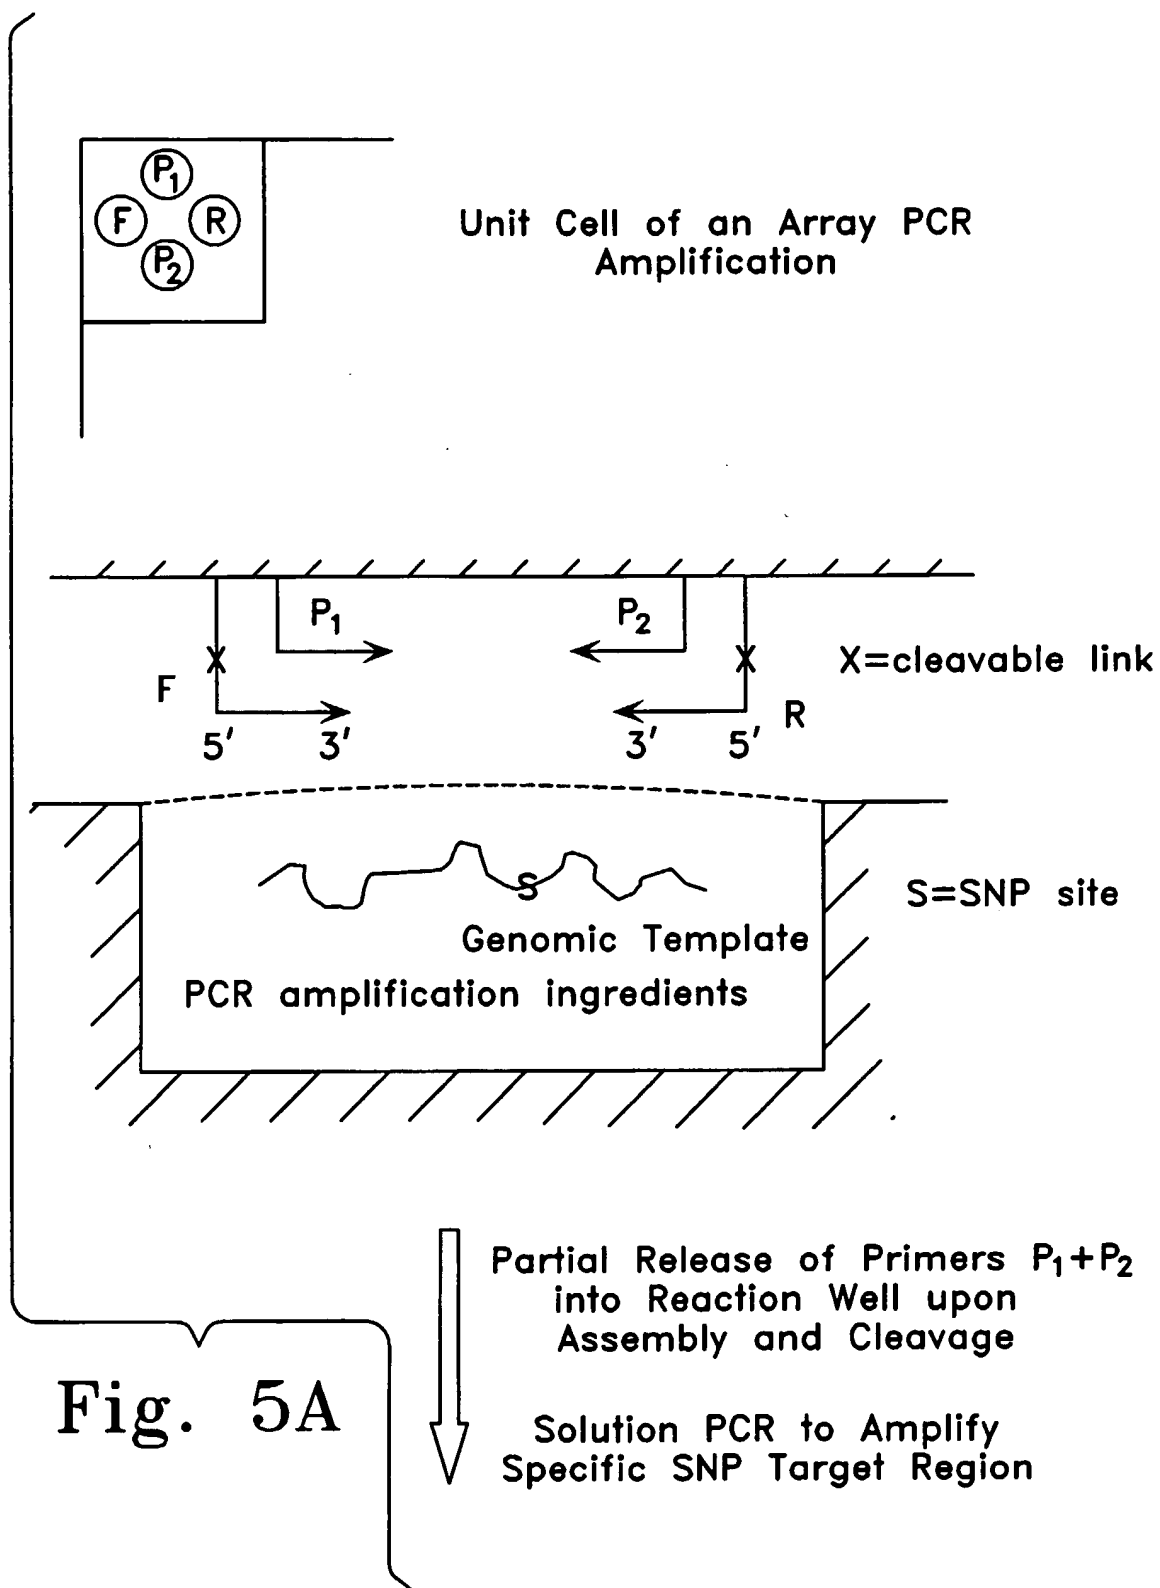 P1
F R
P2
Unit Cell of an Array PCR
Amplification
P1 P2
X X
X=cleavable link
F R
5' 3' 3' 5'
S
S=SNP site
Genomic Template
PCR amplification ingredients
Partial Release of Primers P1+P2
into Reaction Well upon
Assembly and Cleavage
Fig. 5A
Solution PCR to Amplify
Specific SNP Target Region